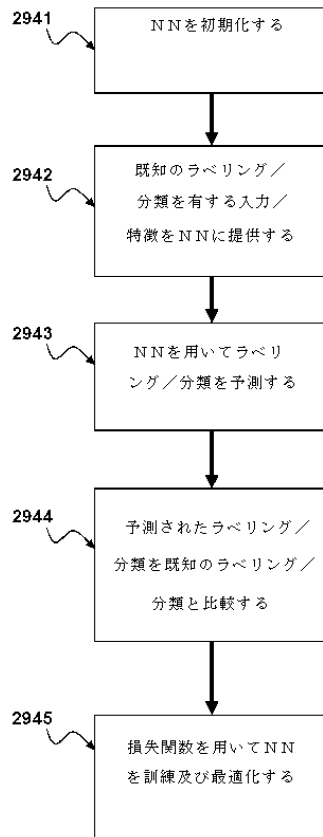 2941
NNを初期化する
2942
既知のラベリング/
分類を有する入力/
特徴をNNに提供する
2943
NNを用いてラベリ
ング/分類を予測する
2944
予測されたラベリング/
分類を既知のラベリング/
分類と比較する
2945
損失関数を用いてNN
を訓練及び最適化する